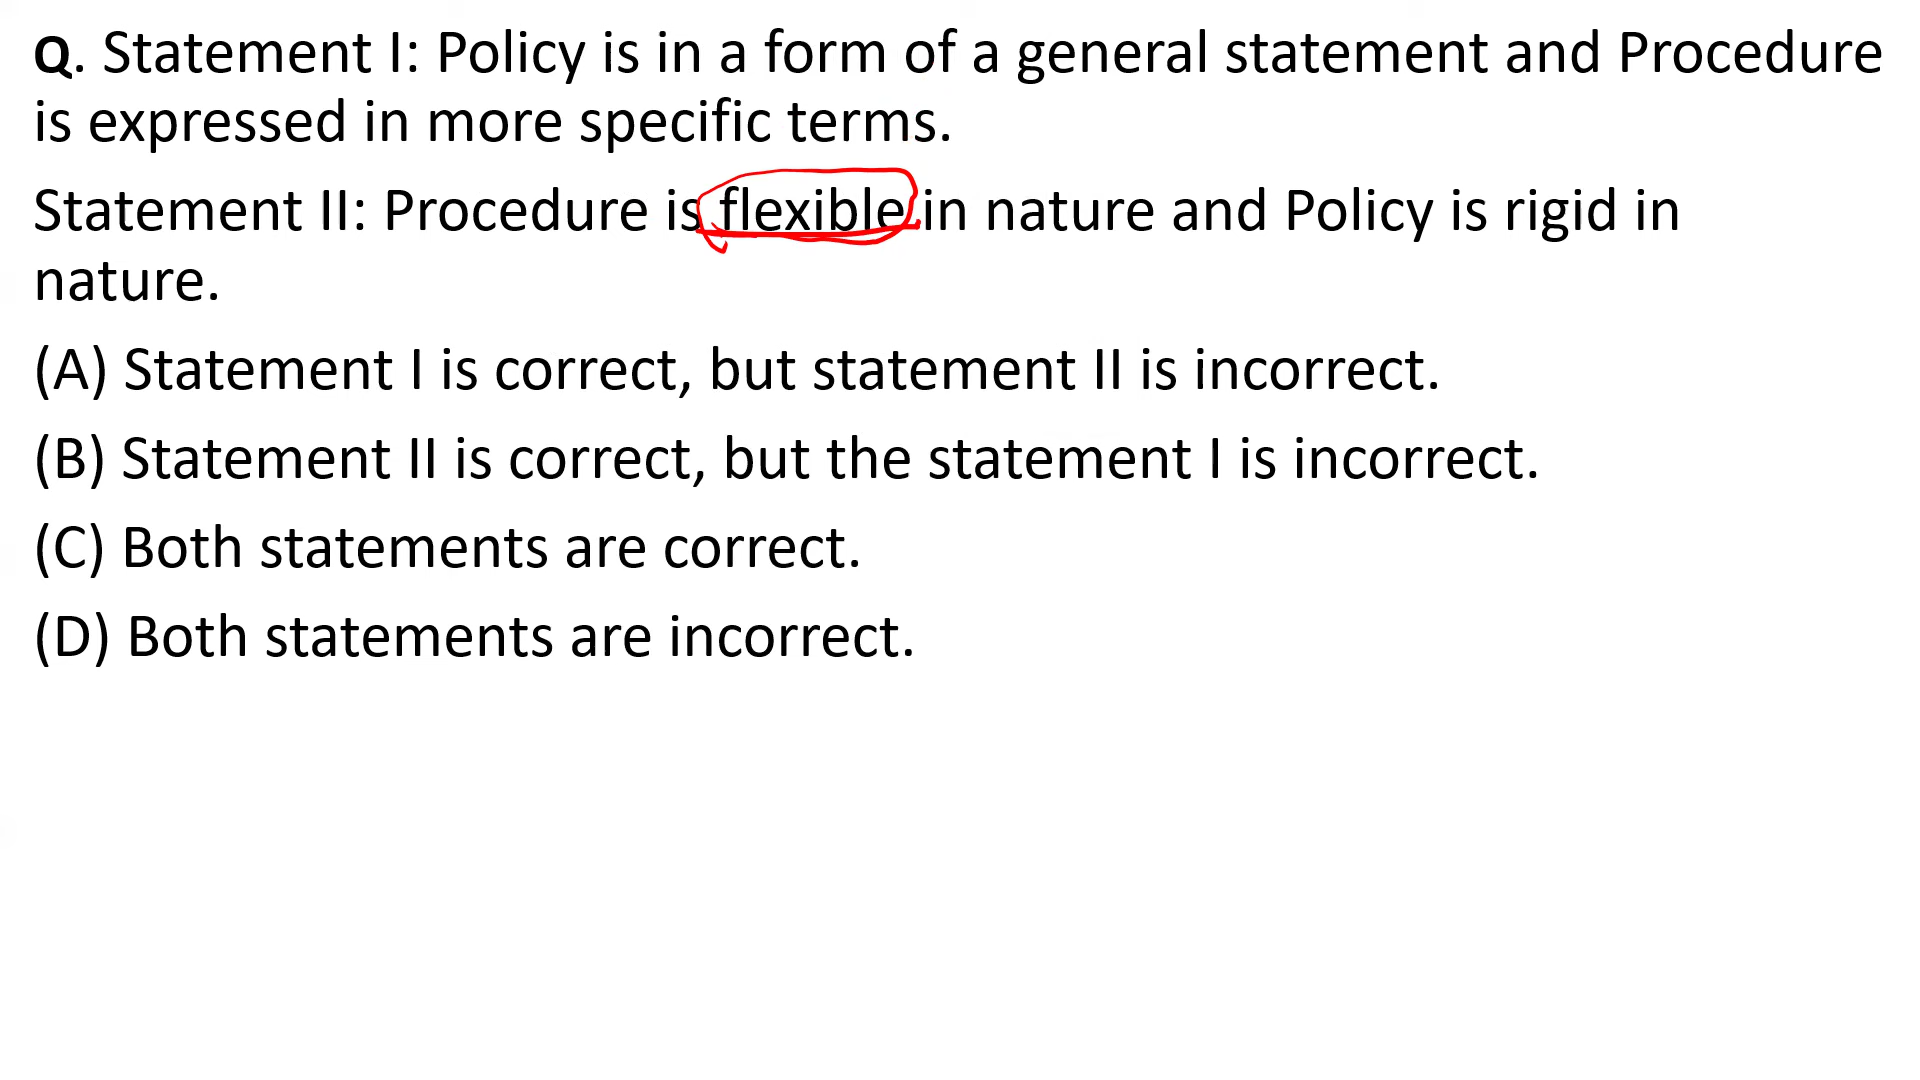 Q. Statement I: Policy is in a form of a general statement and Procedure
is expressed in more specific terms.
Statement II: Procedure is flexible in nature and Policy is rigid in
nature.
(A) Statement I is correct, but statement II is incorrect.
(B) Statement II is correct, but the statement I is incorrect.
(C) Both statements are correct.
(D) Both statements are incorrect.